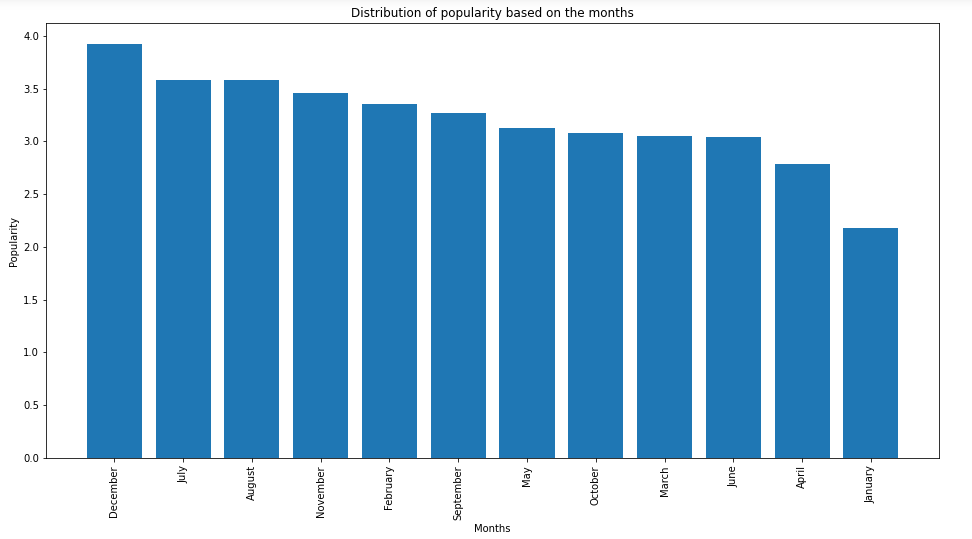 Distribution of popularity based on the months
Popularity
4.0
3.5
3.0
2.5
2.0
1.5
1.0
0.5
0.0
December
July
August
November
February
September
May
October
March
June
April
January
Months